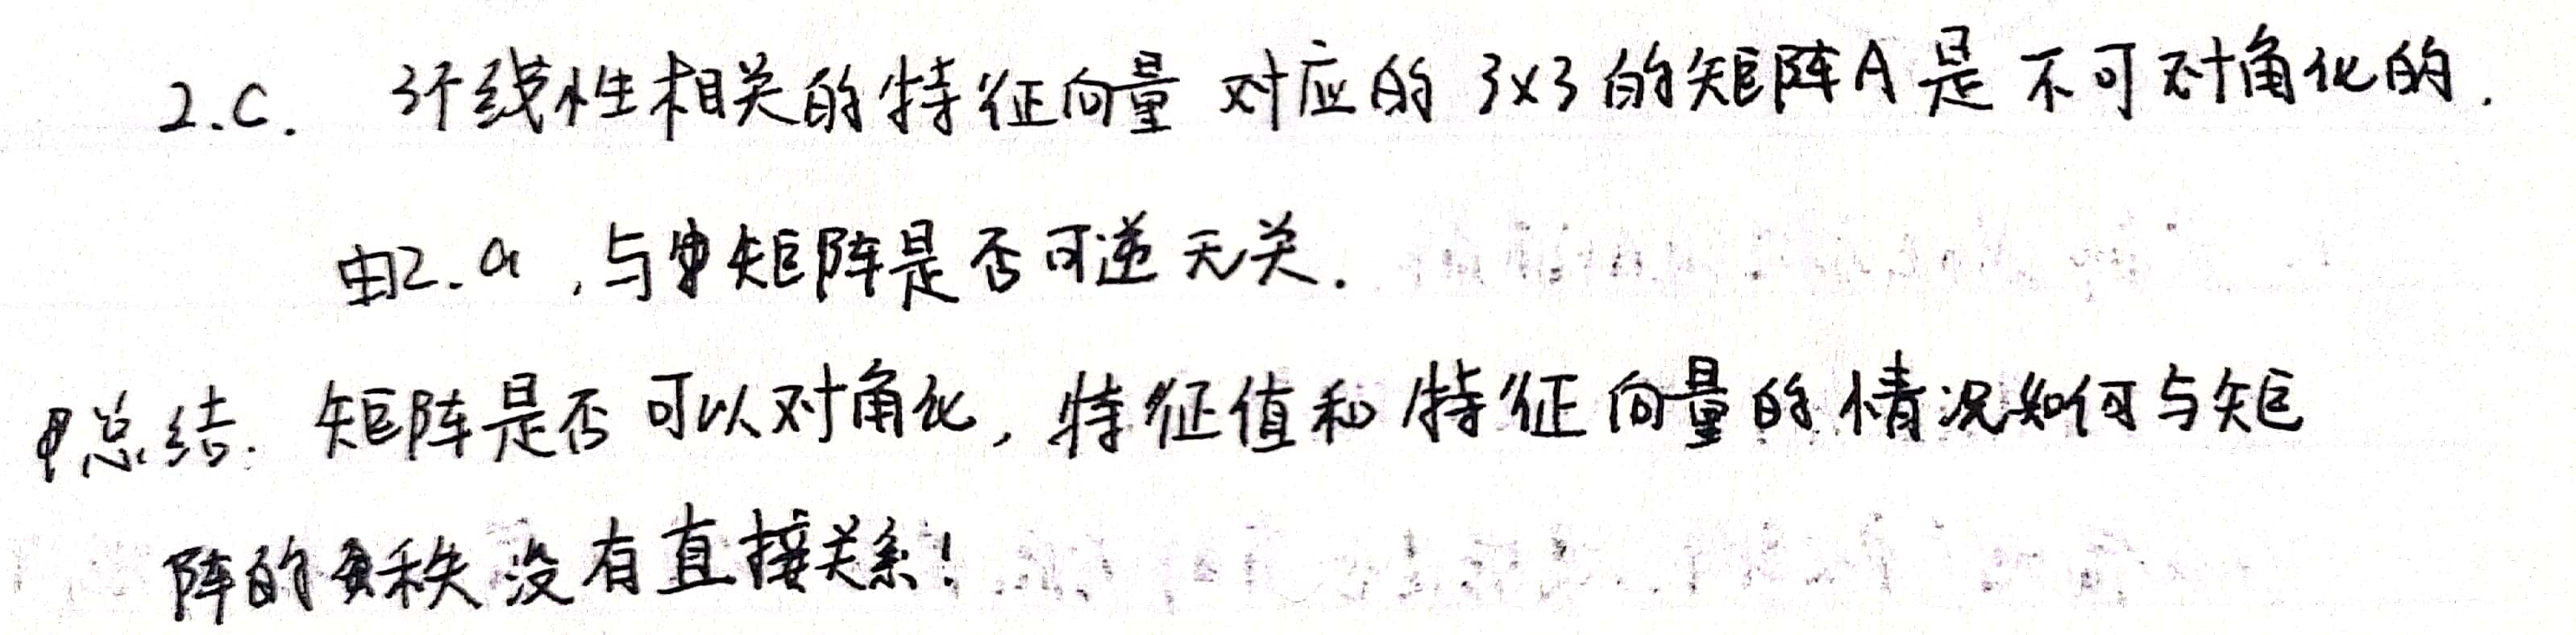 2.C. 3个线性相关的特征向量 对应的 3×3 的矩阵A是 不可对角化的.
由2.a ,与矩阵是否可逆无关.
总结. 矩阵是否可以对角化, 特征值和特征向量的情况如何与矩
阵的秩没有直接关系!